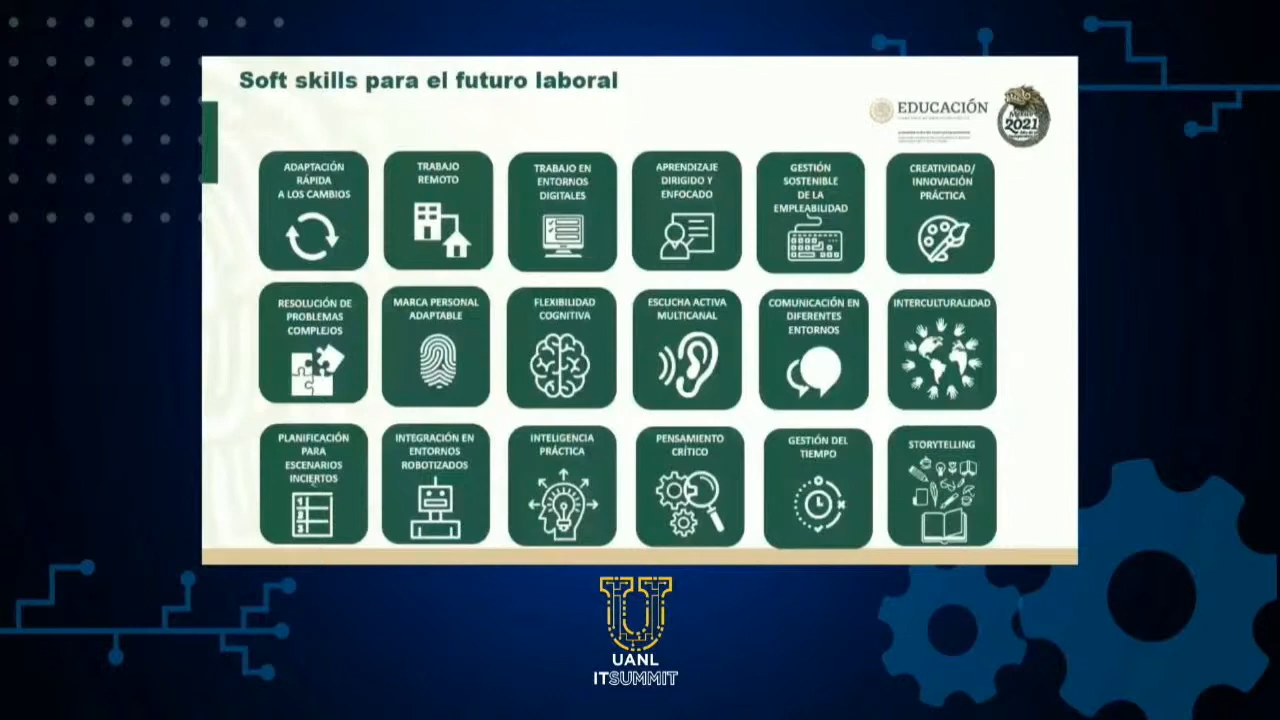 Soft skills para el futuro laboral
EDUCACIÓN
2021
ADAPTACIÓN
RÁPIDA
A LOS CAMBIOS
TRABAJO
REMOTO
TRABAJO EN
ENTORNOS
DIGITALES
APRENDIZAJE
DIRIGIDO Y
ENFOCADO
GESTIÓN
SOSTENIBLE
DE LA
EMPLEABILIDAD
CREATIVIDAD/
INNOVACIÓN
PRÁCTICA
RESOLUCIÓN DE
PROBLEMAS
COMPLEJOS
MARCA PERSONAL
ADAPTABLE
FLEXIBILIDAD
COGNITIVA
ESCUCHA ACTIVA
MULTICANAL
COMUNICACIÓN EN
DIFERENTES
ENTORNOS
INTERCULTURALIDAD
PLANIFICACIÓN
PARA
ESCENARIOS
INCIERTOS
1
2
3
INTEGRACIÓN EN
ENTORNOS
ROBOTIZADOS
INTELIGENCIA
PRÁCTICA
PENSAMIENTO
CRÍTICO
GESTIÓN DEL
TIEMPO
STORYTELLING
UANL
ITSUMMIT